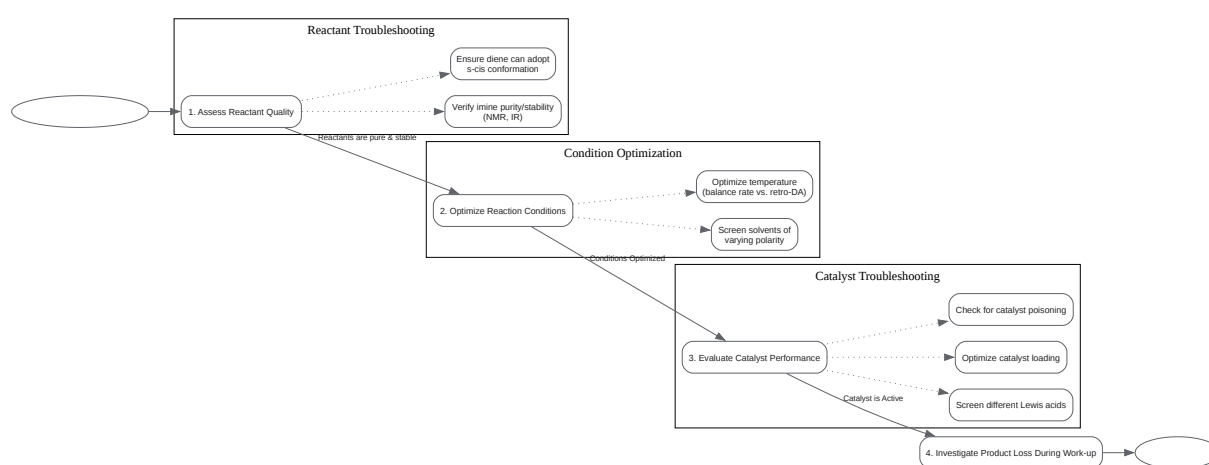 Reactant Troubleshooting
Ensure diene can adopt
s-cis conformation
1. Assess Reactant Quality
Verify imine purity/stability
(NMR, IR)
Reactants are pure & stable
Condition Optimization
Optimize temperature
(balance rate vs. retro-DA)
2. Optimize Reaction Conditions
Screen solvents of
varying polarity
Conditions Optimized
Catalyst Troubleshooting
Check for catalyst poisoning
3. Evaluate Catalyst Performance
Optimize catalyst loading
Screen different Lewis acids
Catalyst is Active
4. Investigate Product Loss During Work-up